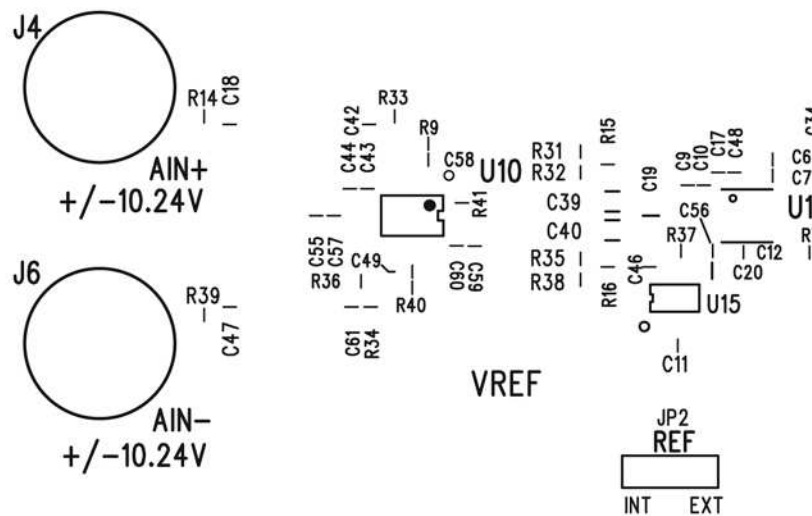 J4
R14
C18
AIN+
+/-10.24V
J6
R39
C47
AIN-
+/-10.24V
C42
R33
R9
C44
C43
C58
U10
R41
C55
C57
C49
R36
R40
C60
C59
C61
R34
R31
R32
R15
C39
C40
R35
R38
R16
C19
C9
C10
C17
C48
C34
C6
C7
U1
C56
R37
C46
C20
C12
R
U15
C11
VREF
JP2
REF
INT EXT